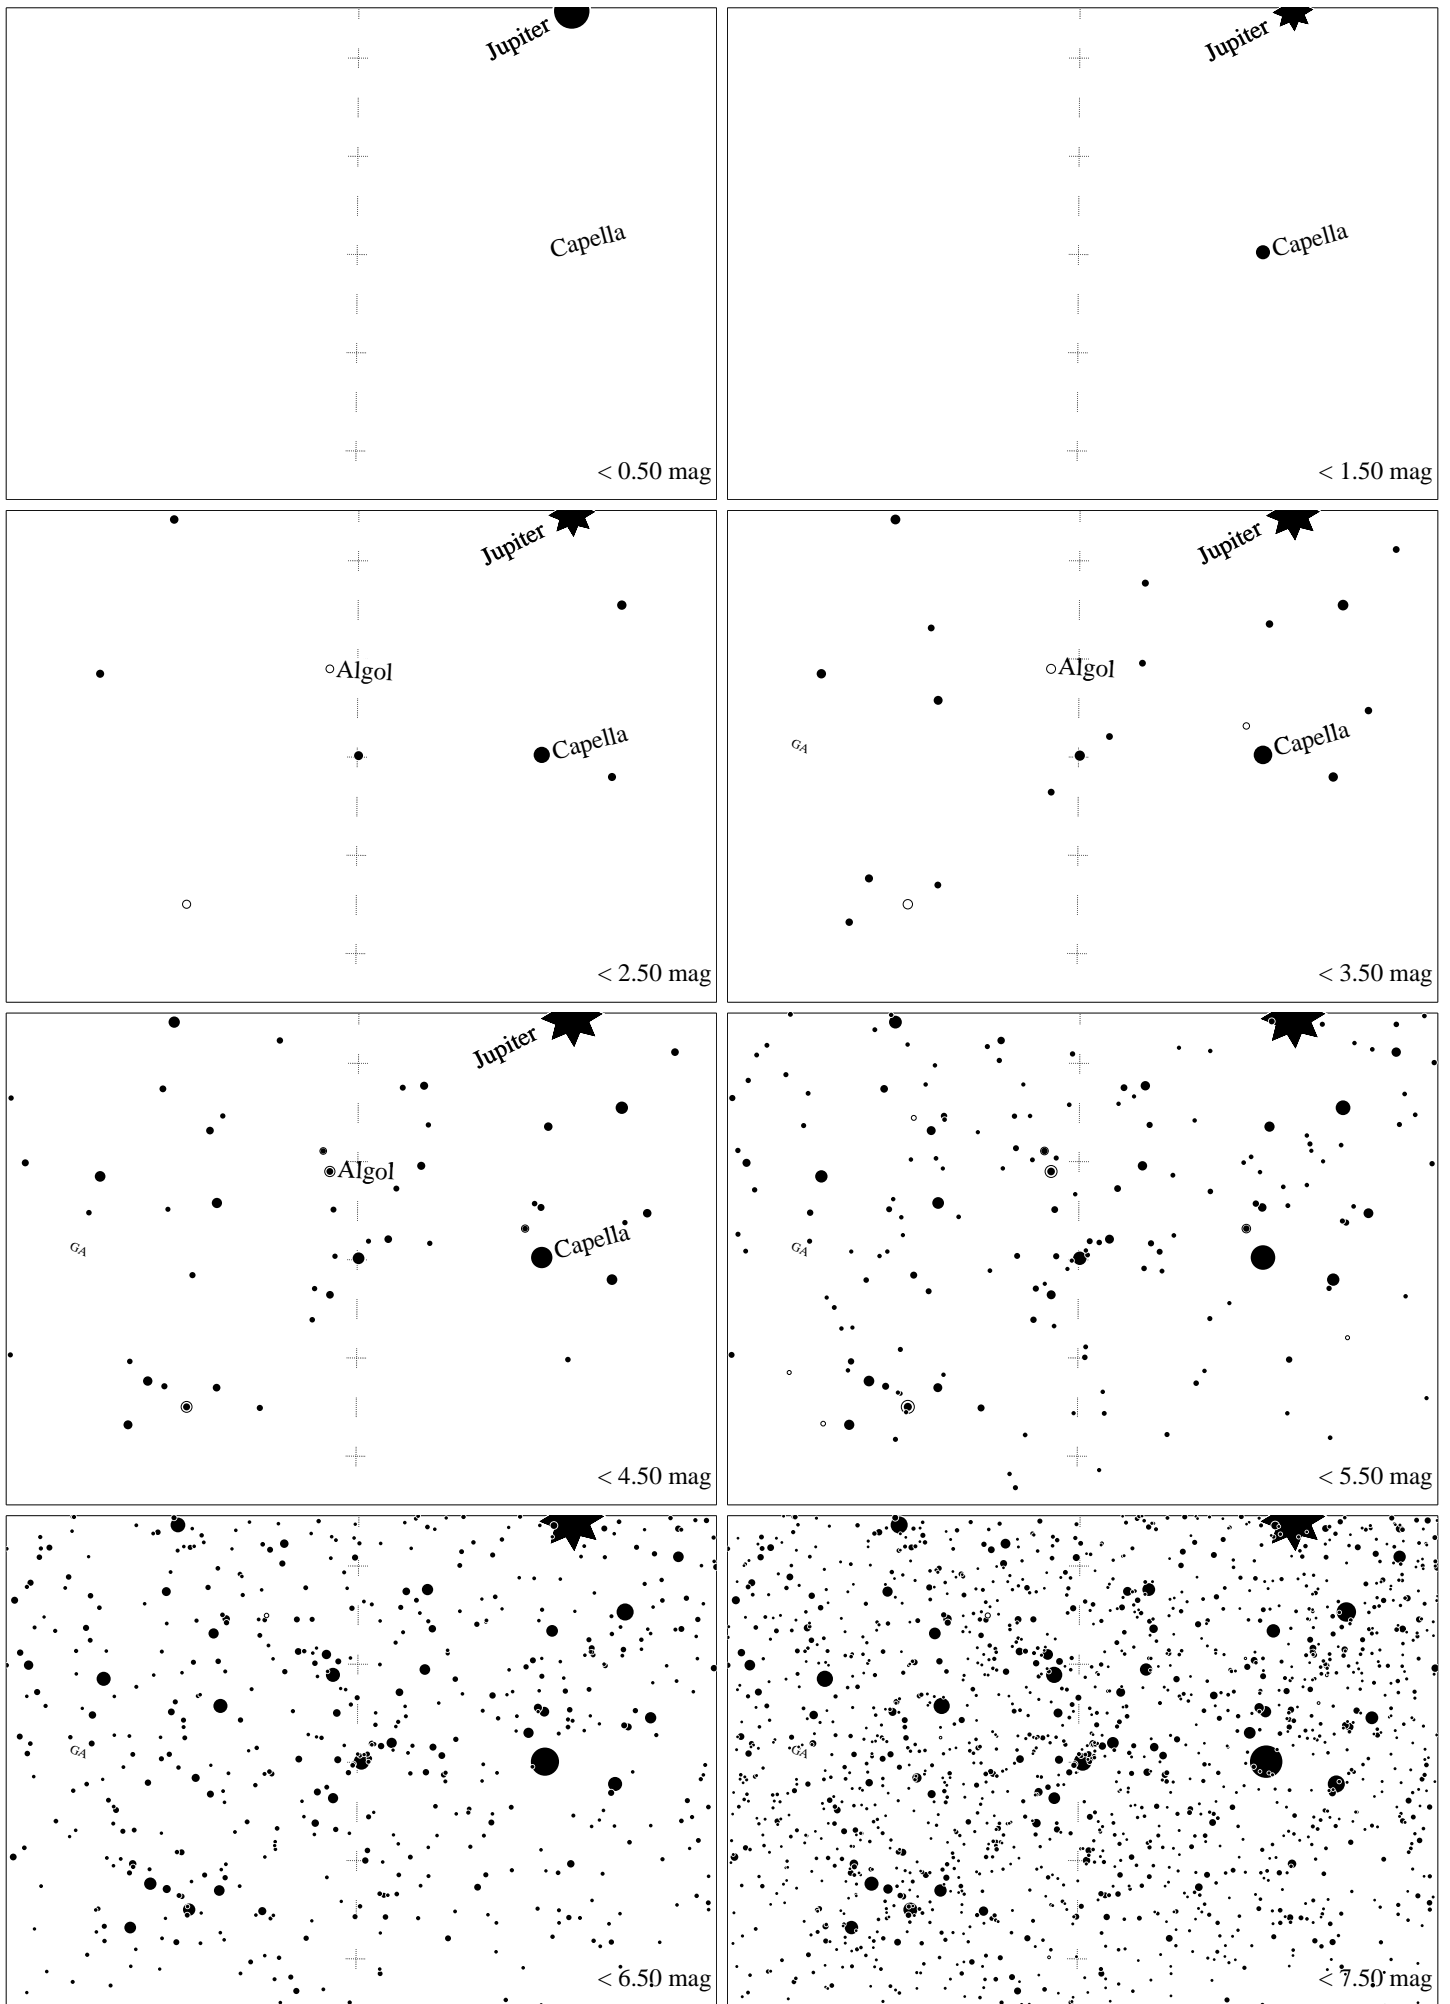 Jupiter
Capella
< 0.50 mag
Jupiter
Capella
< 1.50 mag
Jupiter
Algol
Capella
< 2.50 mag
Jupiter
Algol
GA
Capella
< 3.50 mag
Jupiter
Algol
GA
Capella
< 4.50 mag
GA
< 5.50 mag
GA
< 6.50 mag
GA
< 7.50 mag